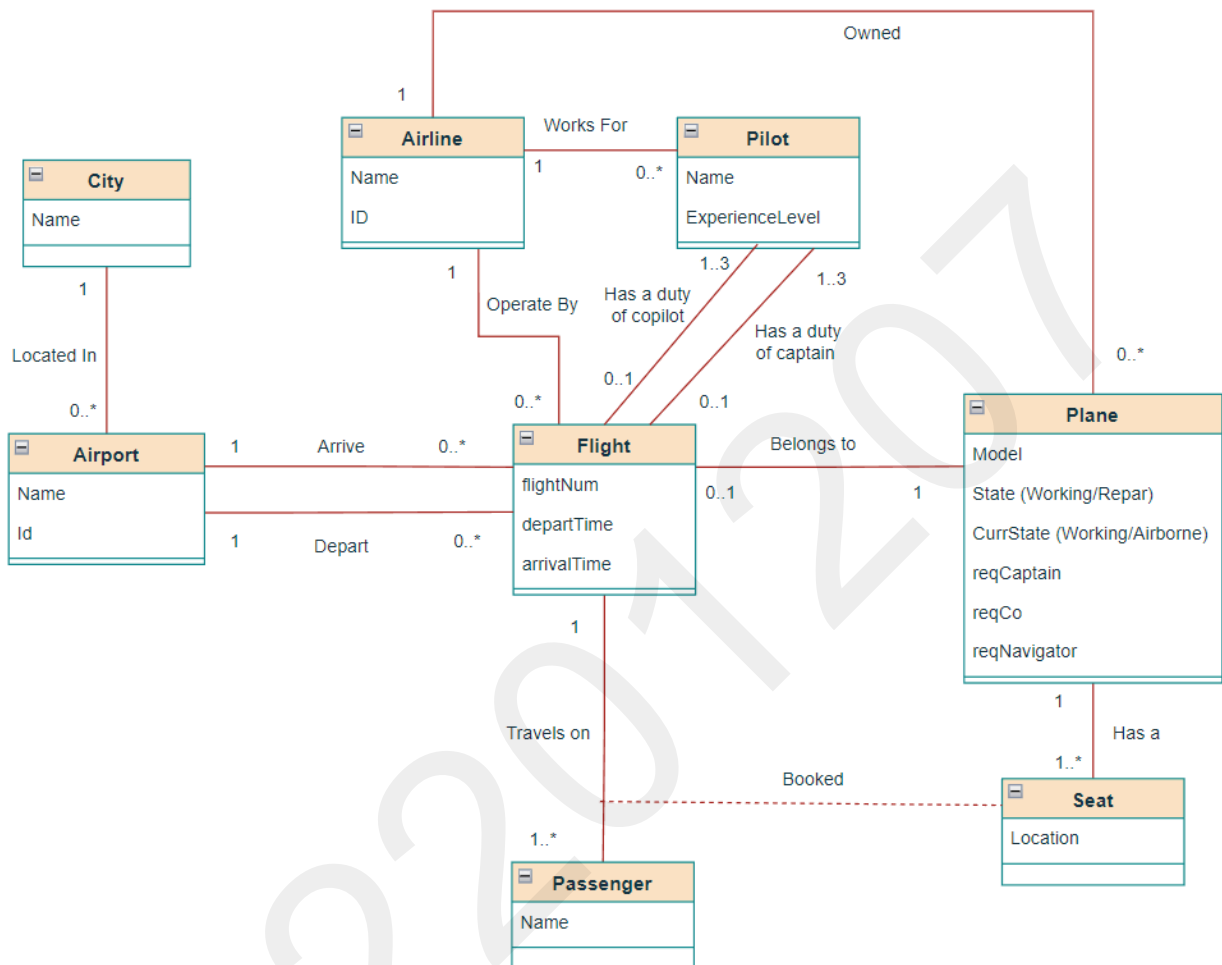 Owned
1
Airline
Name
ID
Works For
1
0..*
Pilot
Name
ExperienceLevel
City
Name
1
Located In
0..*
1
Operate By
0..*
1..3
Has a duty
of copilot
0..1
1..3
Has a duty
of captain
0..1
0..*
Airport
Name
Id
1
Arrive
0..*
1
Depart
0..*
Flight
flightNum
departTime
arrivalTime
Belongs to
0..1
1
Plane
Model
State (Working/Repar)
CurrState (Working/Airborne)
reqCaptain
reqCo
reqNavigator
1
Travels on
1..*
Booked
1
Has a
1..*
Seat
Location
Passenger
Name
2201207